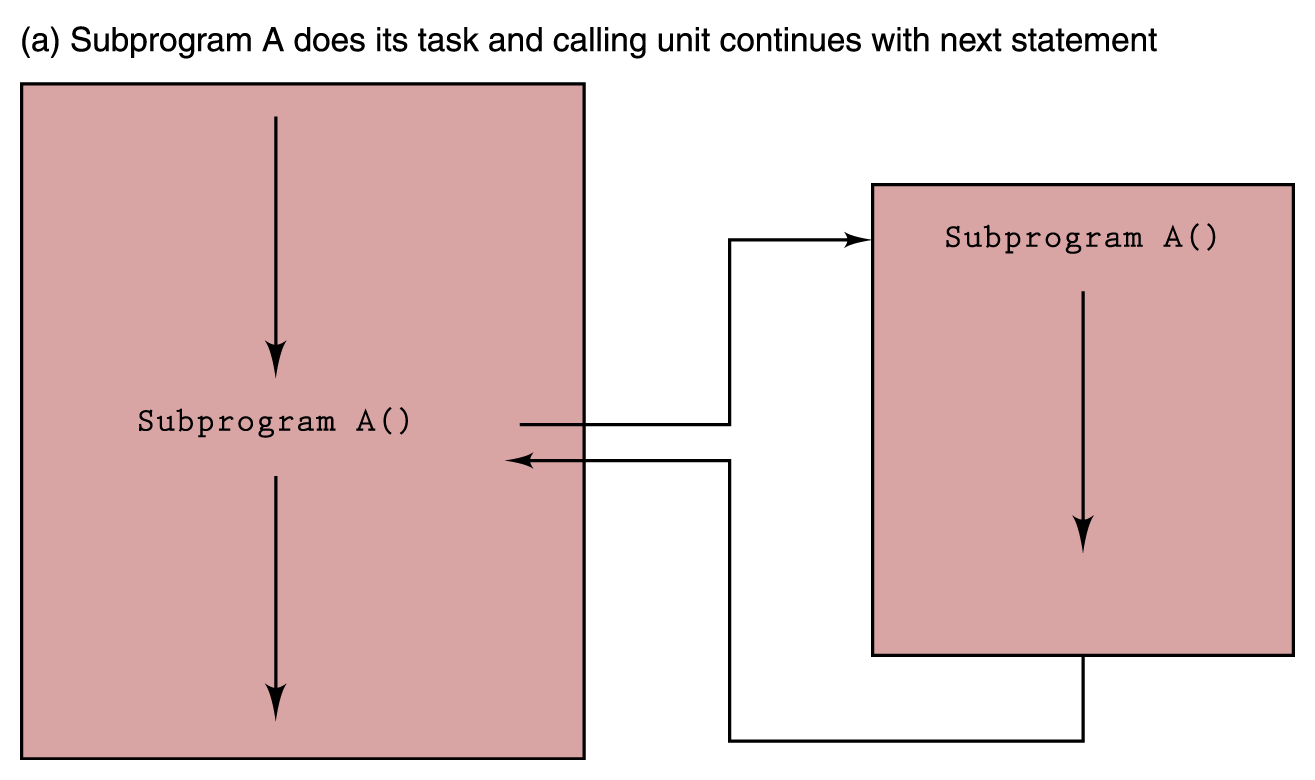 (a) Subprogram A does its task and calling unit continues with next statement
Subprogram A()
Subprogram A()